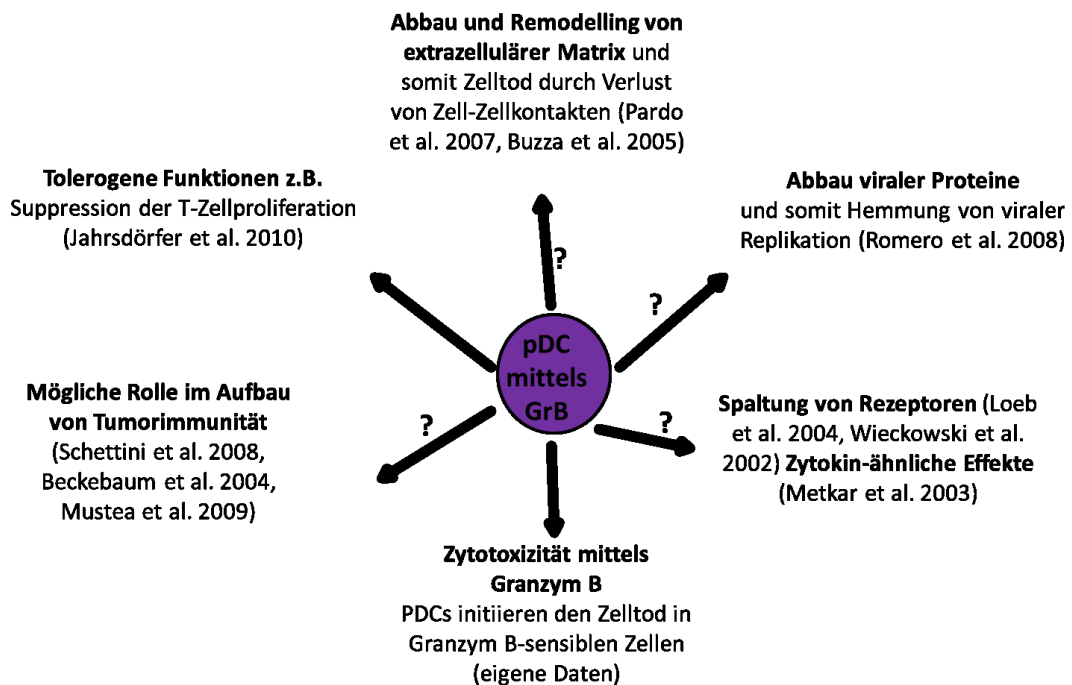 Abbau und Remodelling von
extrazellulärer Matrix und
somit Zelltod durch Verlust
von Zell-Zellkontakten (Pardo
et al. 2007, Buzza et al. 2005)
Tolerogene Funktionen z.B.
Suppression der T-Zellproliferation
(Jahrsdörfer et al. 2010)
Abbau viraler Proteine
und somit Hemmung von viraler
Replikation (Romero et al. 2008)
?
?
pDC
mittels
GrB
Mögliche Rolle im Aufbau
von Tumorimmunität
(Schettini et al. 2008,
Beckebaum et al. 2004,
Mustea et al. 2009)
?
?
Spaltung von Rezeptoren (Loeb
et al. 2004, Wieckowski et al.
2002) Zytokin-ähnliche Effekte
(Metkar et al. 2003)
Zytotoxizität mittels
Granzym B
PDCs initiieren den Zelltod in
Granzym B-sensiblen Zellen
(eigene Daten)